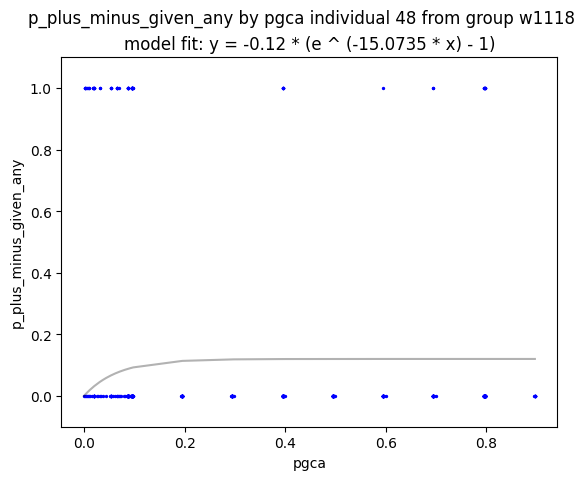 p_plus_minus_given_any by pgca individual 48 from group w1118
model fit: y = -0.12 * (e ^ (-15.0735 * x) - 1)
1.0
0.8
0.6
0.4
0.2
0.0
p_plus_minus_given_any
0.0 0.2 0.4 0.6 0.8
pgca